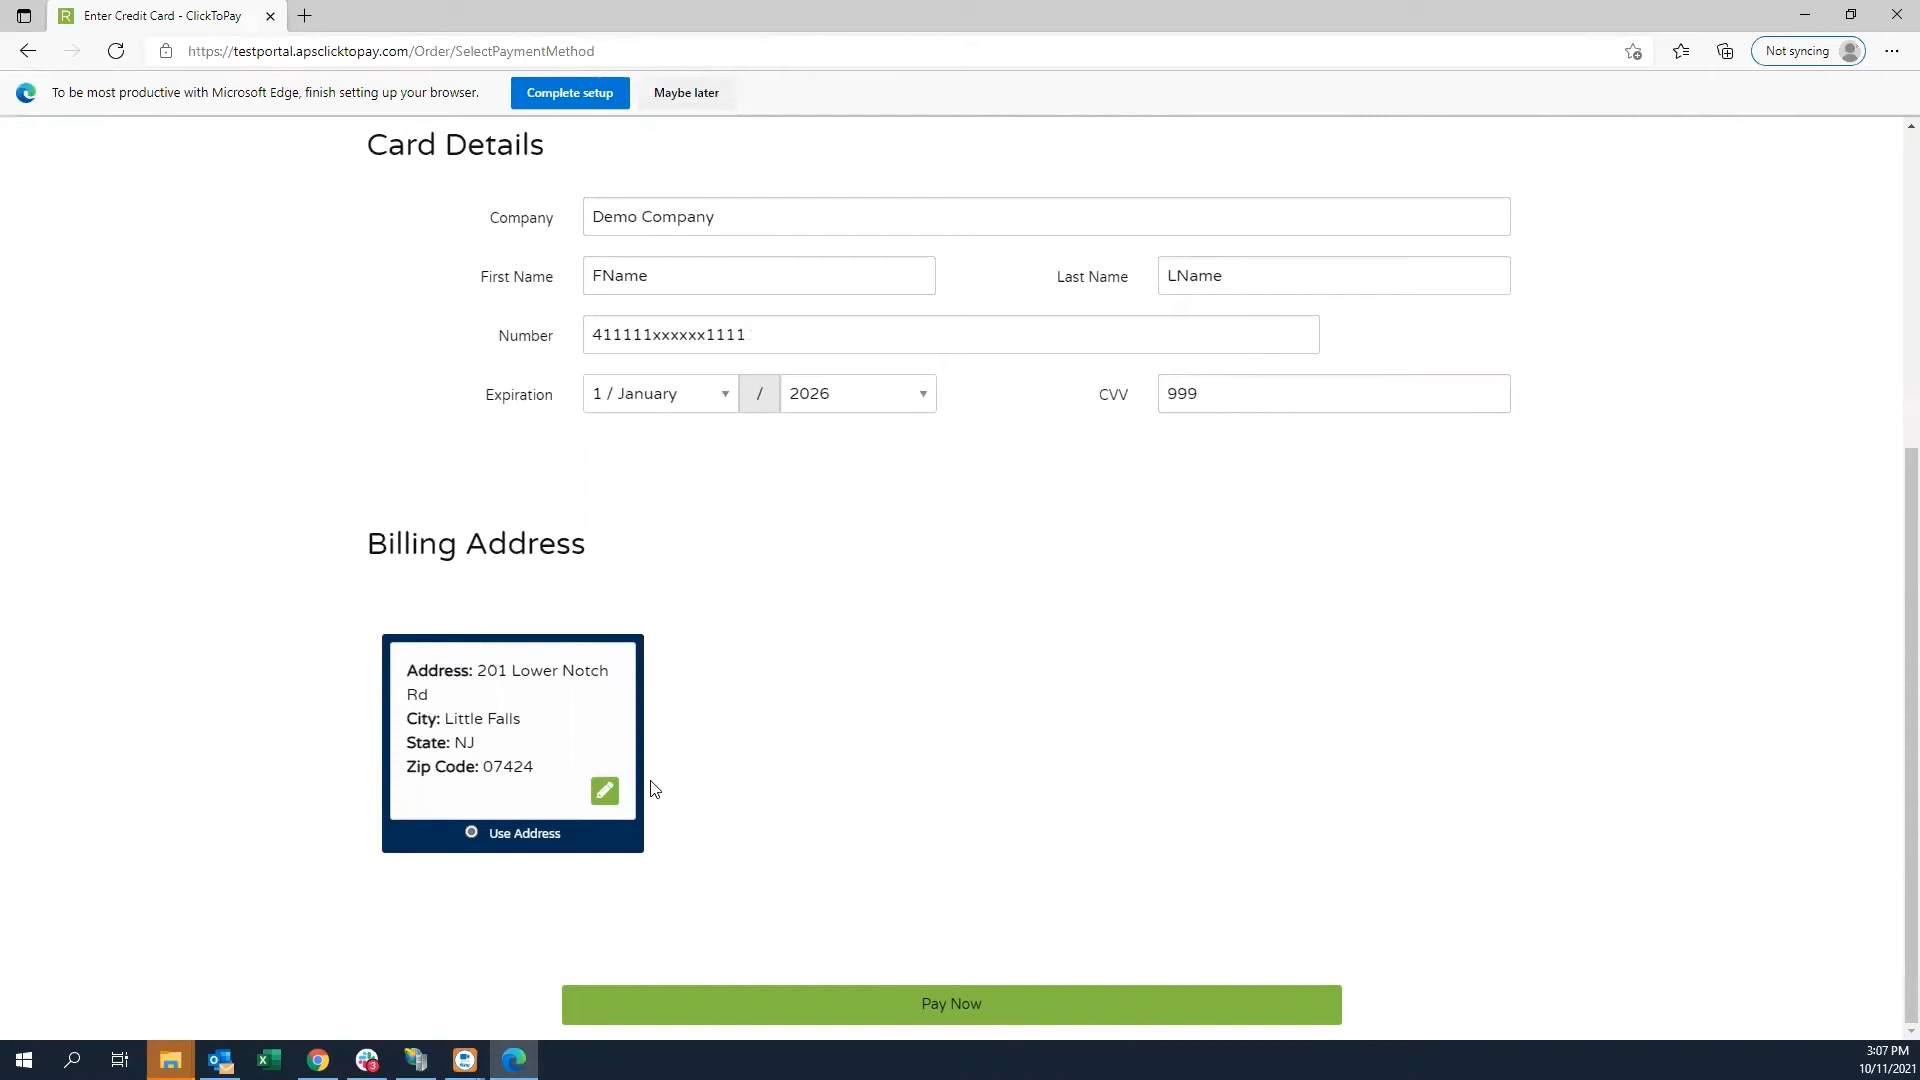 Enter Credit Card - ClickToPay
https://testportal.apsclicktopay.com/Order/SelectPaymentMethod
Not syncing
To be most productive with Microsoft Edge, finish setting up your browser.
Complete setup
Maybe later
Card Details
Company
Demo Company
First Name
FName
Last Name
LName
Number
411111xxxxxx1111
Expiration
1 / January
/
2026
CVV
999
Billing Address
Address: 201 Lower Notch
Rd
City: Little Falls
State: NJ
Zip Code: 07424
Use Address
Pay Now
3
3:07 PM
10/11/2021